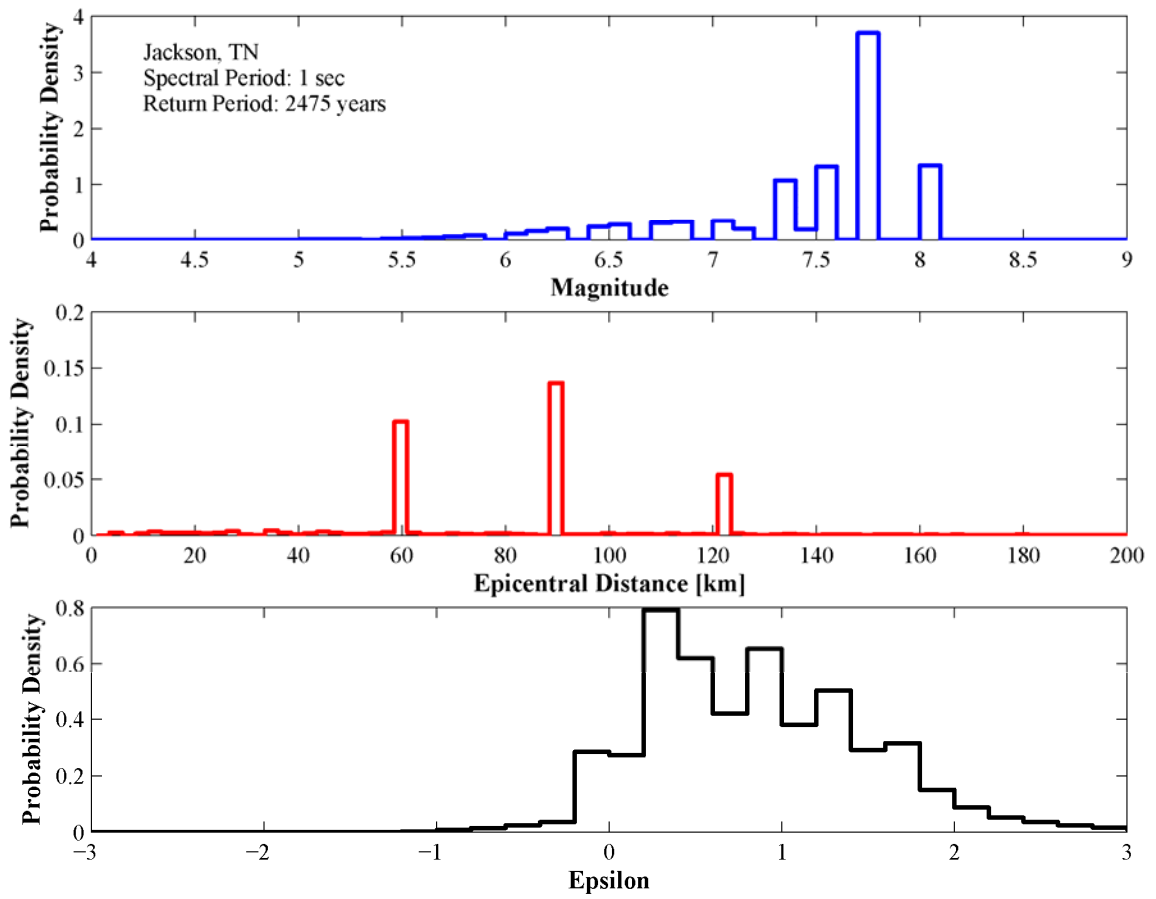 Probability Density
4
3
2
1
0
Jackson, TN
Spectral Period: 1 sec
Return Period: 2475 years
4 4.5 5 5.5 6 6.5 7 7.5 8 8.5 9
Magnitude
Probability Density
0.2
0.15
0.1
0.05
0
0 20 40 60 80 100 120 140 160 180 200
Epicentral Distance [km]
Probability Density
0.8
0.6
0.4
0.2
0
−3 −2 −1 0 1 2 3
Epsilon